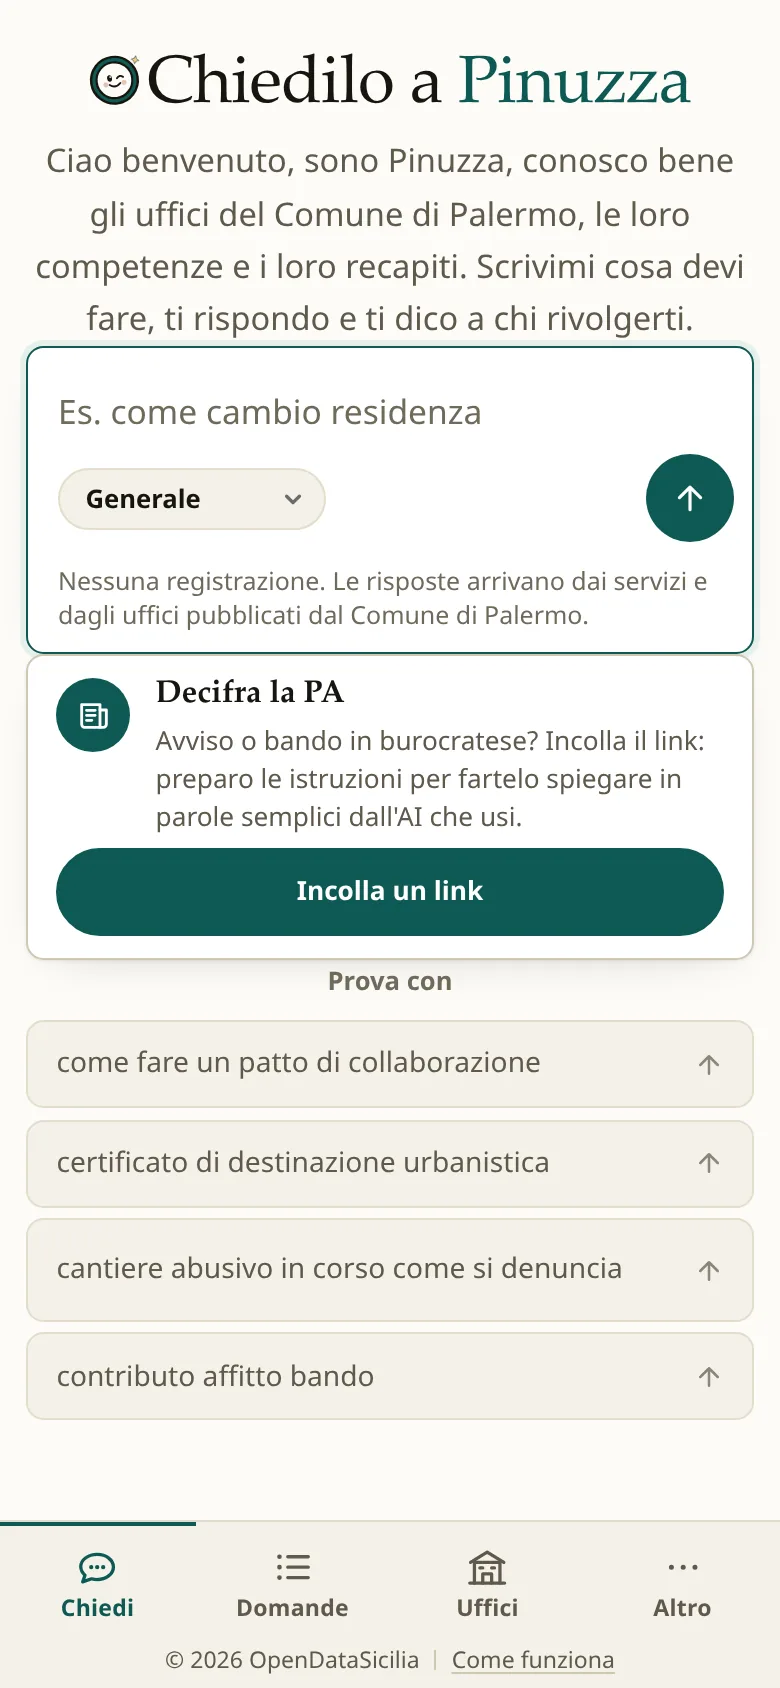 Chiedilo a Pinuzza
Ciao benvenuto, sono Pinuzza, conosco bene
gli uffici del Comune di Palermo, le loro
competenze e i loro recapiti. Scrivimi cosa devi
fare, ti rispondo e ti dico a chi rivolgerti.
Es. come cambio residenza
Generale
Nessuna registrazione. Le risposte arrivano dai servizi e
dagli uffici pubblicati dal Comune di Palermo.
Decifra la PA
Avviso o bando in burocratese? Incolla il link:
preparo le istruzioni per fartelo spiegare in
parole semplici dall'AI che usi.
Incolla un link
Prova con
come fare un patto di collaborazione
certificato di destinazione urbanistica
cantiere abusivo in corso come si denuncia
contributo affitto bando
Chiedi
Domande
Uffici
Altro
© 2026 OpenDataSicilia | Come funziona